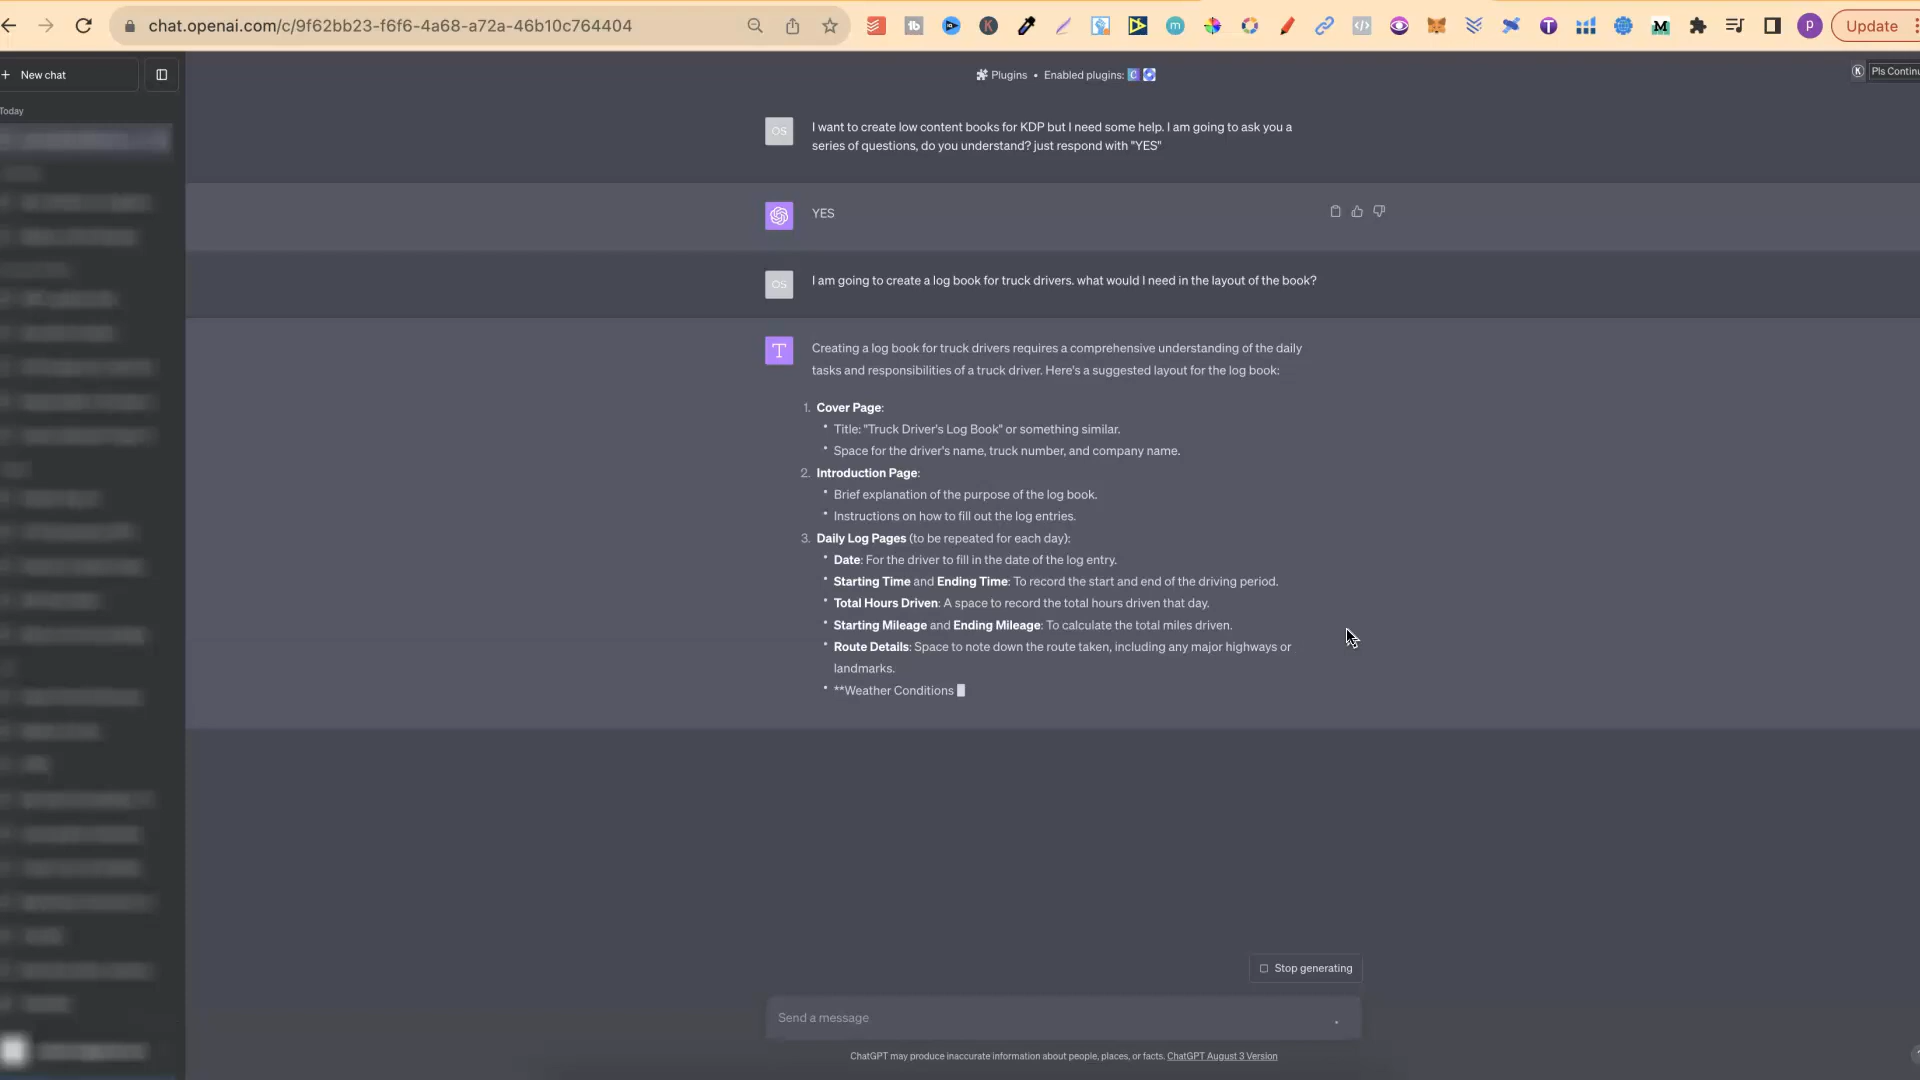 chat.openai.com/c/9f62bb23-f6f6-4a68-a72a-46b10c764404
Update
New chat
Plugins • Enabled plugins:
Pls Continu
Today
OS
I want to create low content books for KDP but I need some help. I am going to ask you a
series of questions, do you understand? just respond with "YES"
YES
OS
I am going to create a log book for truck drivers. what would I need in the layout of the book?
T
Creating a log book for truck drivers requires a comprehensive understanding of the daily
tasks and responsibilities of a truck driver. Here's a suggested layout for the log book:
1. Cover Page:
• Title: "Truck Driver's Log Book" or something similar.
• Space for the driver's name, truck number, and company name.
2. Introduction Page:
• Brief explanation of the purpose of the log book.
• Instructions on how to fill out the log entries.
3. Daily Log Pages (to be repeated for each day):
• Date: For the driver to fill in the date of the log entry.
• Starting Time and Ending Time: To record the start and end of the driving period.
• Total Hours Driven: A space to record the total hours driven that day.
• Starting Mileage and Ending Mileage: To calculate the total miles driven.
• Route Details: Space to note down the route taken, including any major highways or
landmarks.
• **Weather Conditions
Stop generating
Send a message
ChatGPT may produce inaccurate information about people, places, or facts. ChatGPT August 3 Version